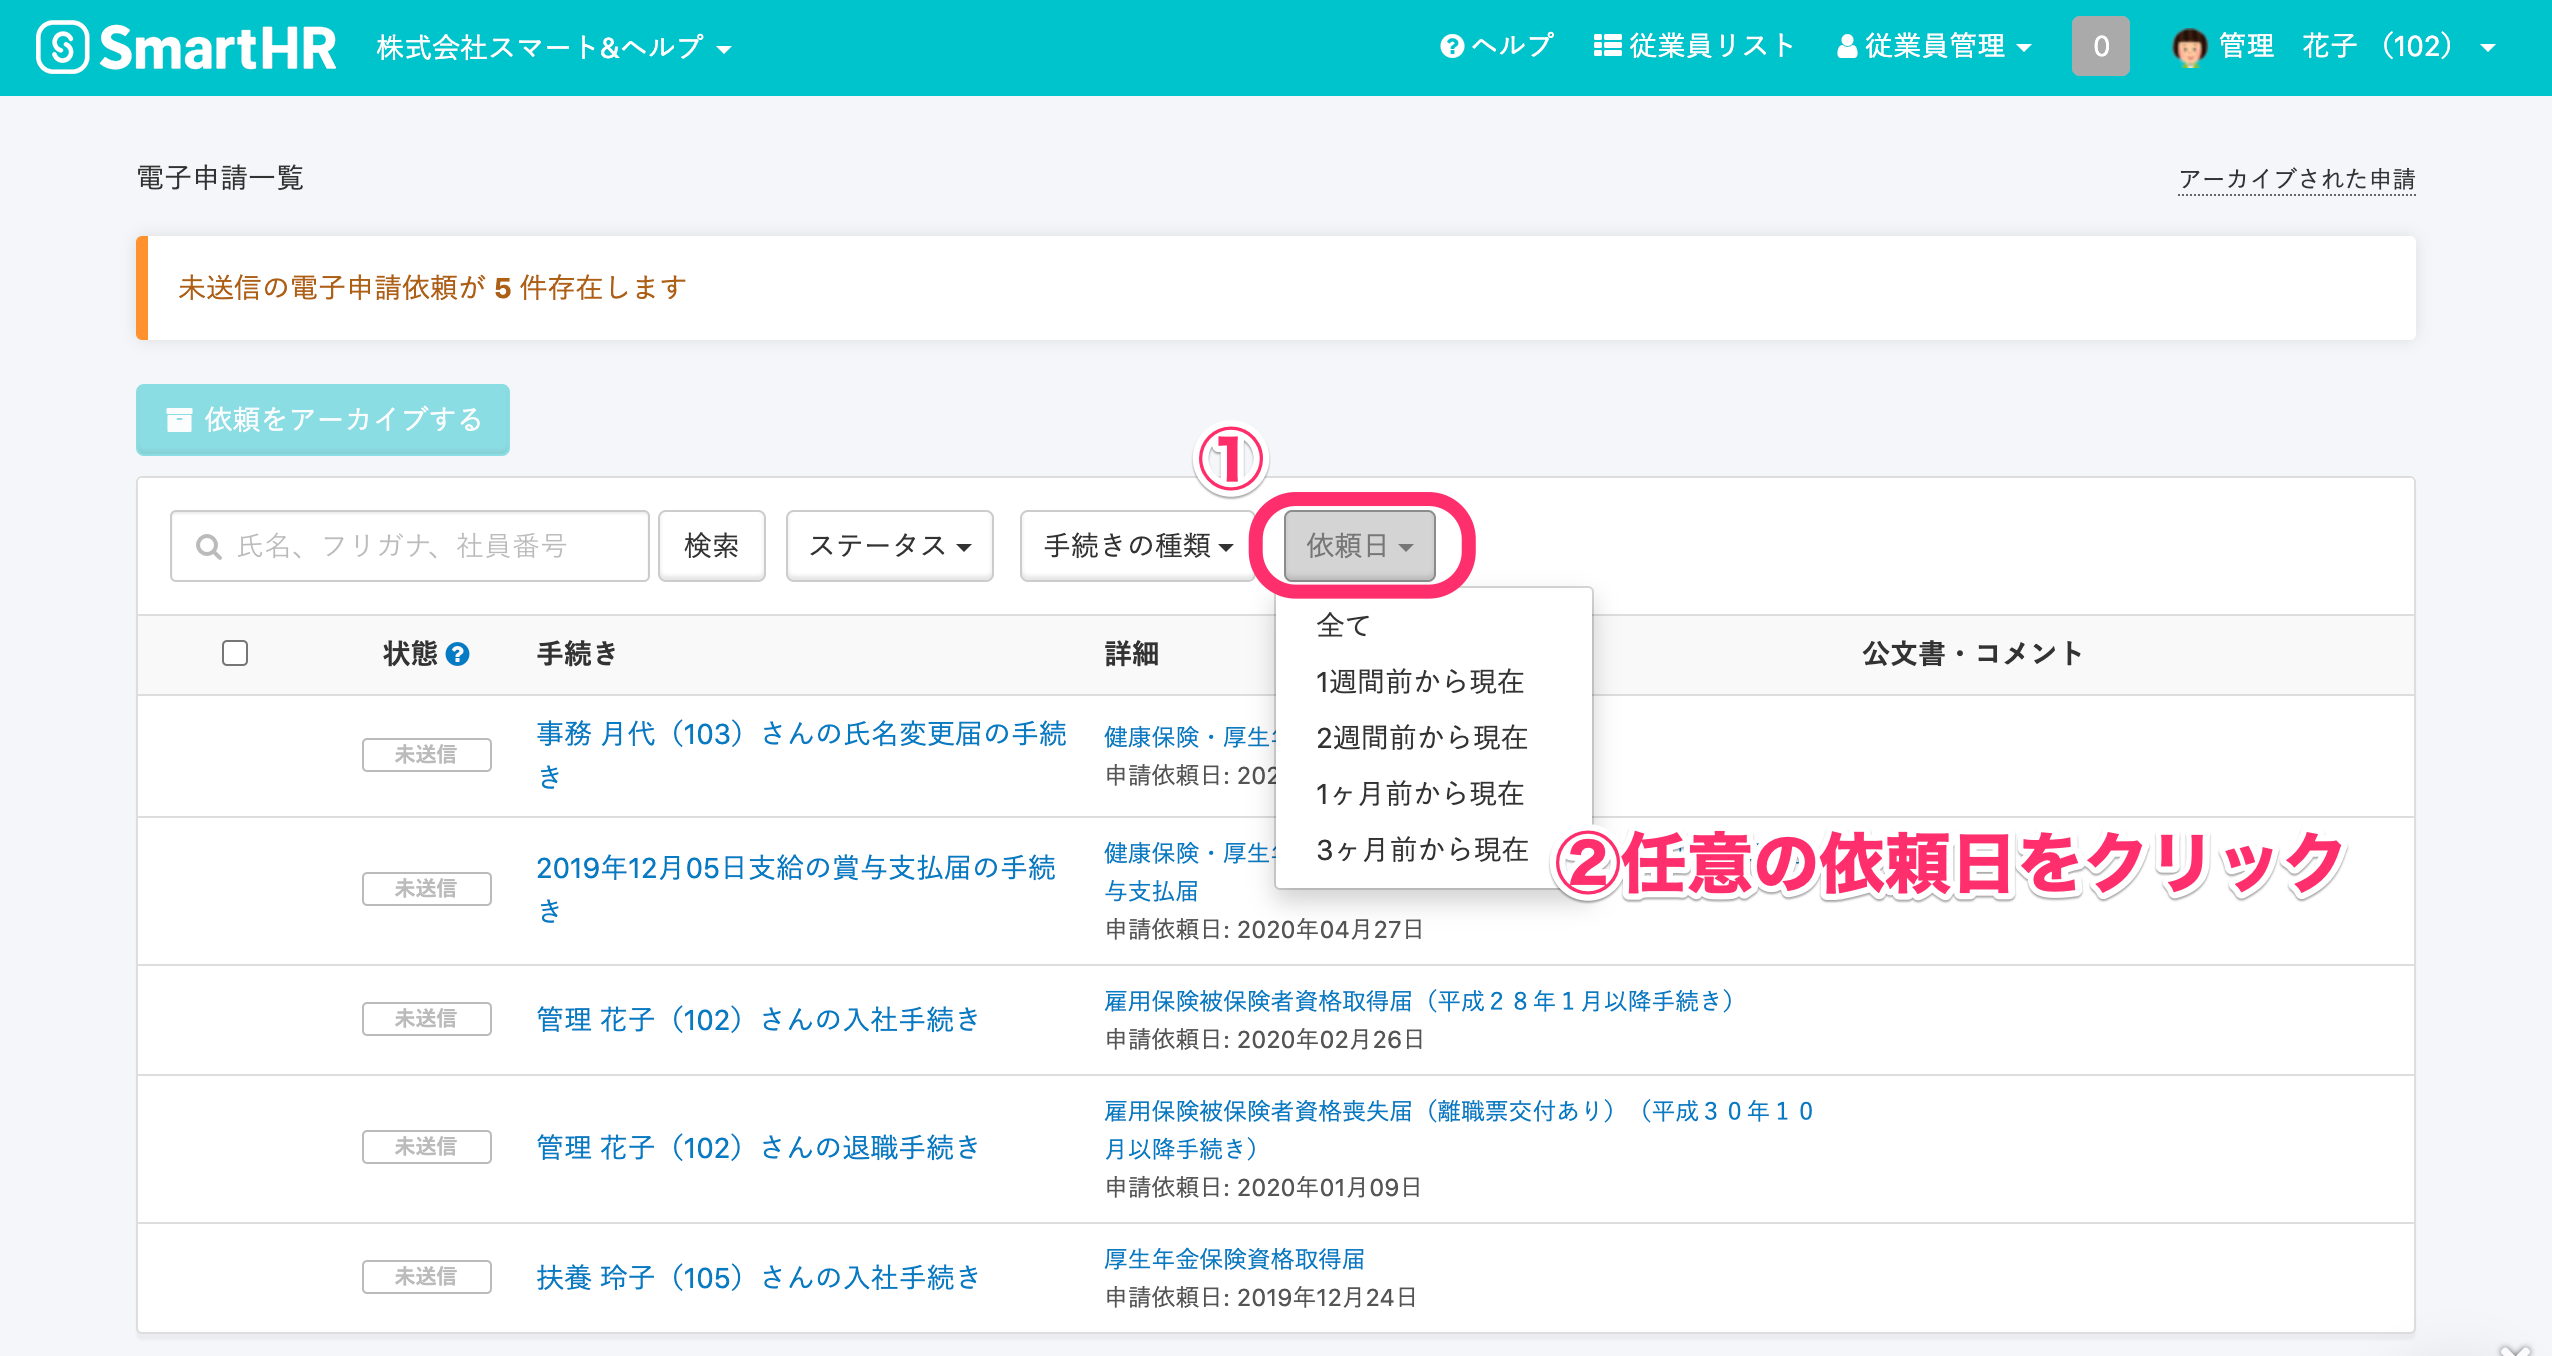 SmartHR 株式会社スマート&ヘルプ ヘルプ 従業員リスト 従業員管理 0 管理 花子（102）
電子申請一覧 アーカイブされた申請
未送信の電子申請依頼が 5 件存在します
依頼をアーカイブする
①
氏名、フリガナ、社員番号 検索 ステータス 手続きの種類 依頼日
全て
1週間前から現在
2週間前から現在
1ヶ月前から現在
3ヶ月前から現在
②任意の依頼日をクリック
状態 手続き 詳細 公文書・コメント
未送信 事務 月代（103）さんの氏名変更届の手続
き
健康保険・厚生
申請依頼日: 202
未送信 2019年12月05日支給の賞与支払届の手続
き
健康保険・厚生
与支払届
申請依頼日: 2020年04月27日
未送信 管理 花子（102）さんの入社手続き
雇用保険被保険者資格取得届（平成２８年１月以降手続き）
申請依頼日: 2020年02月26日
未送信 管理 花子（102）さんの退職手続き
雇用保険被保険者資格喪失届（離職票交付あり）（平成３０年１０
月以降手続き）
申請依頼日: 2020年01月09日
未送信 扶養 玲子（105）さんの入社手続き
厚生年金保険資格取得届
申請依頼日: 2019年12月24日